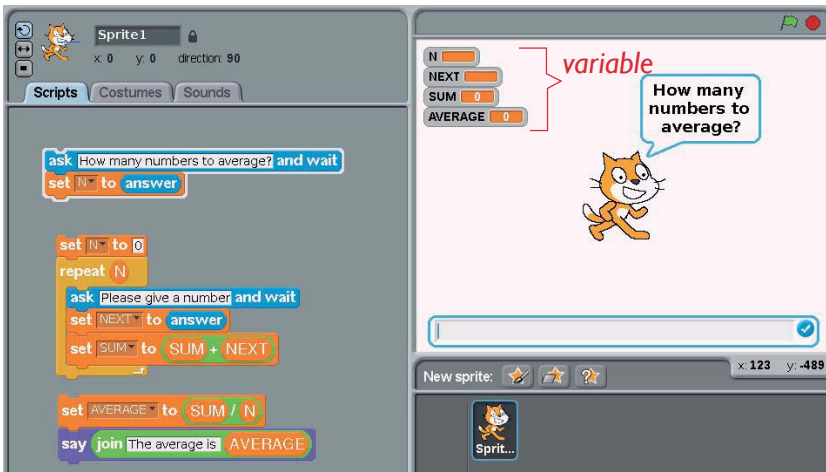 Sprite1
x: 0 y: 0 direction: 90
Scripts Costumes Sounds
ask How many numbers to average? and wait
set N to answer
set N to 0
repeat N
ask Please give a number and wait
set NEXT to answer
set SUM to SUM + NEXT
set AVERAGE to SUM / N
say join The average is AVERAGE
N
NEXT
SUM 0
AVERAGE 0
variable
How many
numbers to
average?
x: 123 y: -489
New sprite:
Sprit...